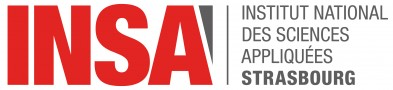 INSA
INSTITUT NATIONAL
DES SCIENCES
APPLIQUÉES
STRASBOURG